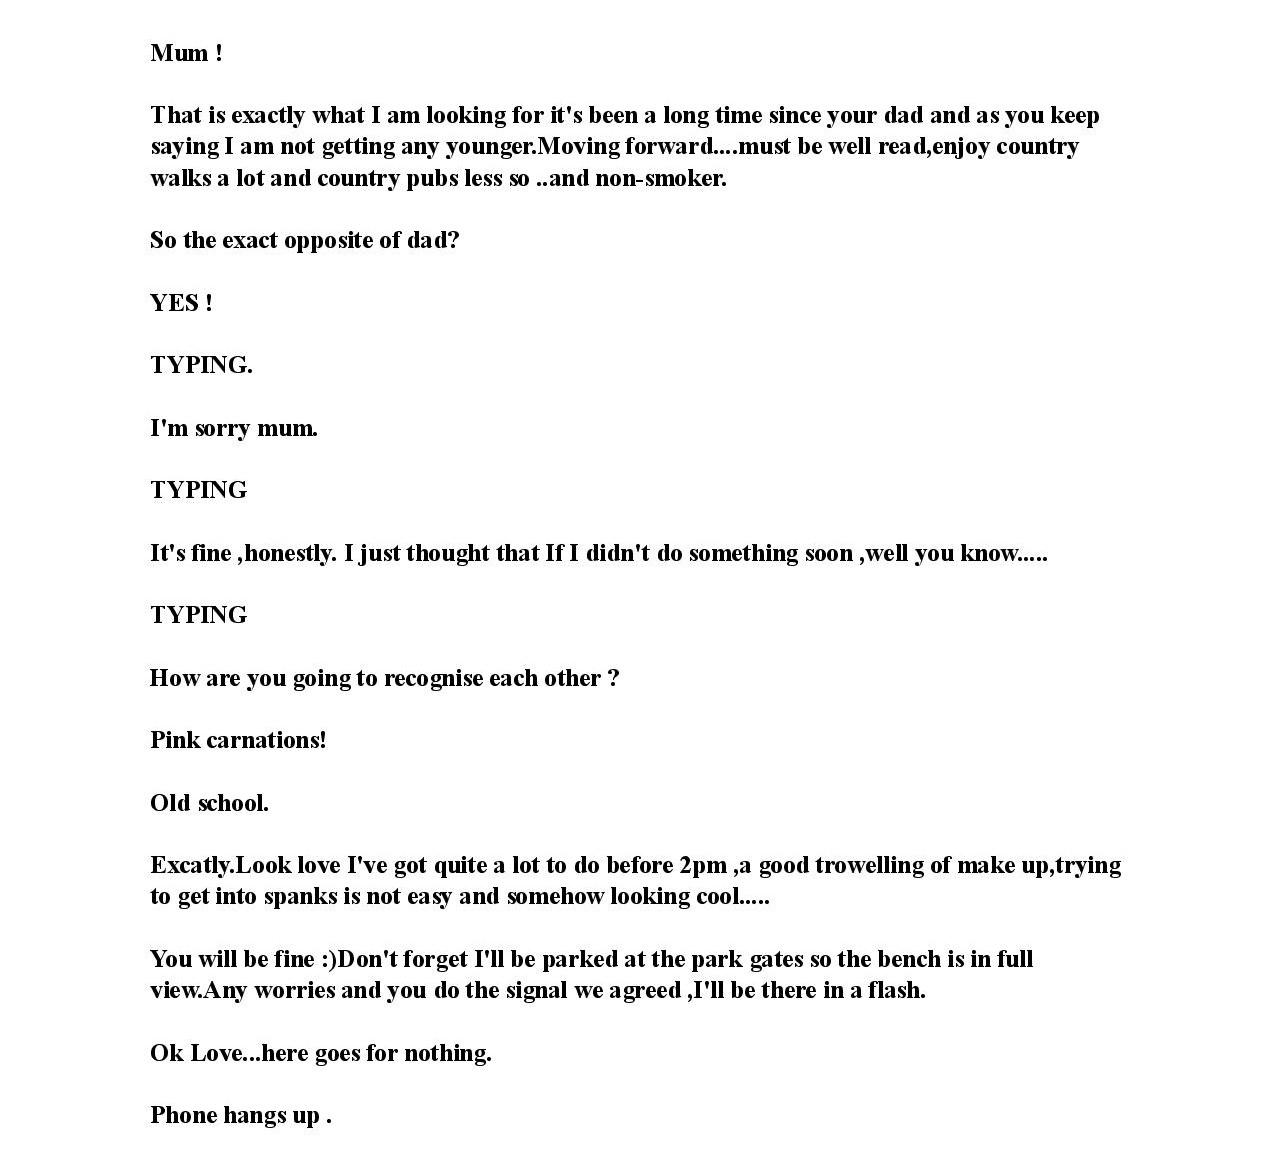 Mum !
That is exactly what I am looking for it's been a long time since your dad and as you keep
saying I am not getting any younger.Moving forward....must be well read,enjoy country
walks a lot and country pubs less so ..and non-smoker.
So the exact opposite of dad?
YES !
TYPING.
I'm sorry mum.
TYPING
It's fine ,honestly. I just thought that If I didn't do something soon ,well you know.....
TYPING
How are you going to recognise each other ?
Pink carnations!
Old school.
Excatly.Look love I've got quite a lot to do before 2pm ,a good trowelling of make up,trying
to get into spanks is not easy and somehow looking cool.....
You will be fine :)Don't forget I'll be parked at the park gates so the bench is in full
view.Any worries and you do the signal we agreed ,I'll be there in a flash.
Ok Love...here goes for nothing.
Phone hangs up .